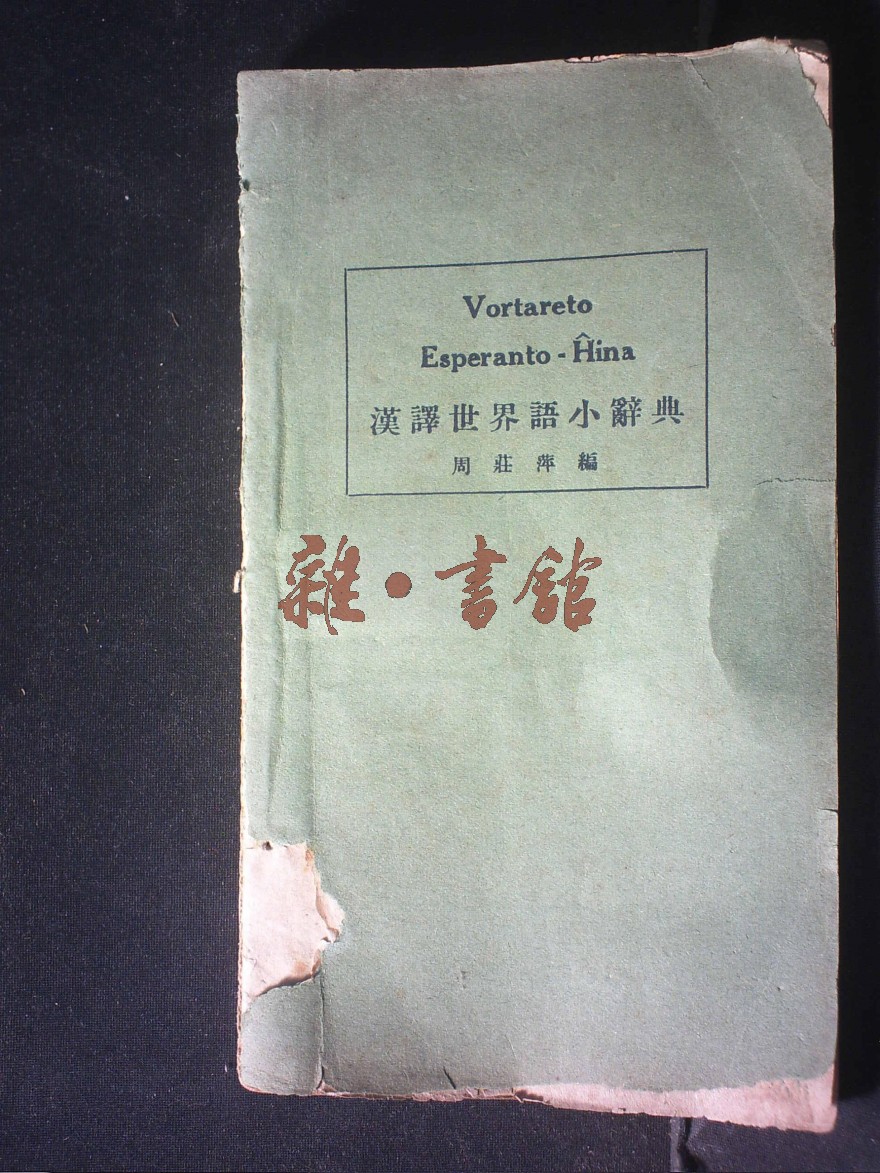 Vortareto
Esperanto - Ĥina
漢譯世界語小辭典
周莊萍編
雜·書館